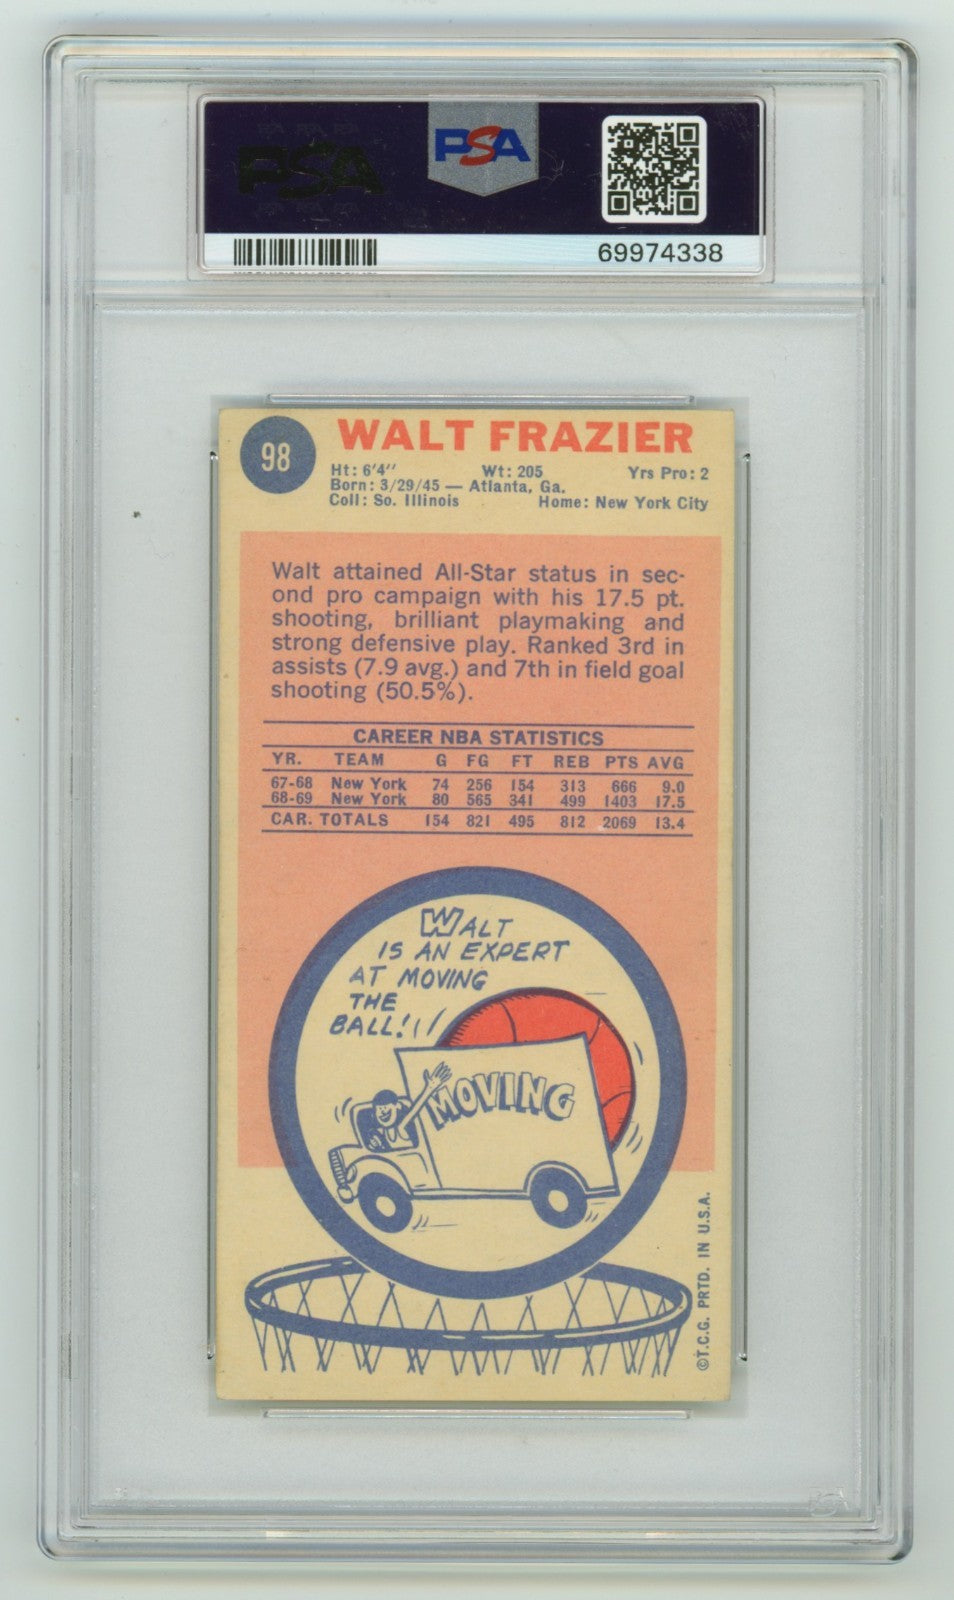 PSA
PSA
69974338
98
WALT FRAZIER
Ht: 6'4" Wt: 205 Yrs Pro: 2
Born: 3/29/45 — Atlanta, Ga.
Coll: So. Illinois Home: New York City
Walt attained All-Star status in sec-
ond pro campaign with his 17.5 pt.
shooting, brilliant playmaking and
strong defensive play. Ranked 3rd in
assists (7.9 avg.) and 7th in field goal
shooting (50.5%).
CAREER NBA STATISTICS
YR. TEAM G FG FT REB PTS AVG
67-68 New York 74 256 154 313 666 9.0
68-69 New York 80 565 341 499 1403 17.5
CAR. TOTALS 154 821 495 812 2069 13.4
WALT
IS AN EXPERT
AT MOVING
THE
BALL!
MOVING
©T.C.G. PRTD. IN U.S.A.